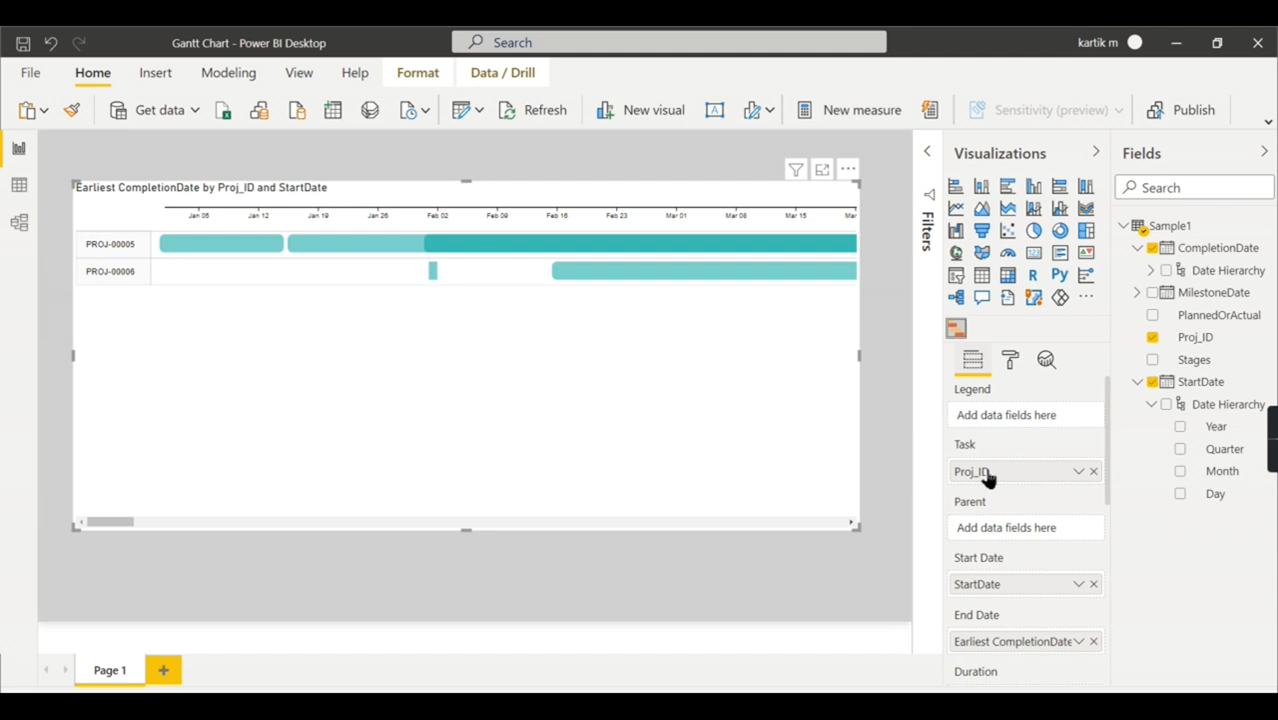 Gantt Chart - Power BI Desktop
Search
kartik m
File
Home
Insert
Modeling
View
Help
Format
Data / Drill
Get data
Refresh
New visual
New measure
Sensitivity (preview)
Publish
Earliest CompletionDate by Proj_ID and StartDate
Jan 05
Jan 12
Jan 19
Jan 26
Feb 02
Feb 09
Feb 16
Feb 23
Mar 01
Mar 08
Mar 15
Mar
PROJ-00005
PROJ-00006
Filters
Visualizations
R
Py
Legend
Add data fields here
Task
Proj_ID
Parent
Add data fields here
Start Date
StartDate
End Date
Earliest CompletionDate
Duration
Fields
Search
Sample1
CompletionDate
Date Hierarchy
MilestoneDate
PlannedOrActual
Proj_ID
Stages
StartDate
Date Hierarchy
Year
Quarter
Month
Day
Page 1